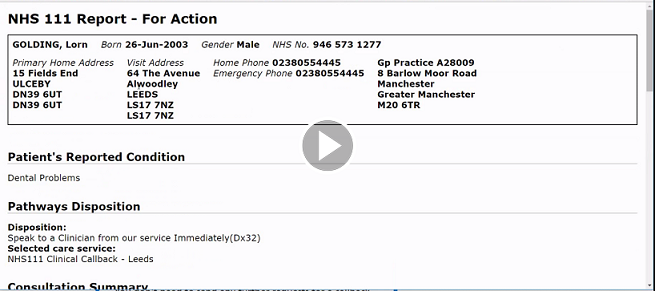 NHS 111 Report - For Action
GOLDING, Lorn Born 26-Jun-2003 Gender Male NHS No. 946 573 1277
Primary Home Address Visit Address Home Phone 02380554445 Gp Practice A28009
15 Fields End 64 The Avenue Emergency Phone 02380554445 8 Barlow Moor Road
ULCEBY Alwoodley Manchester
DN39 6UT LEEDS Greater Manchester
DN39 6UT LS17 7NZ M20 6TR
LS17 7NZ
Patient's Reported Condition
Dental Problems
Pathways Disposition
Disposition:
Speak to a Clinician from our service Immediately(Dx32)
Selected care service:
NHS111 Clinical Callback - Leeds
Consultation Summary